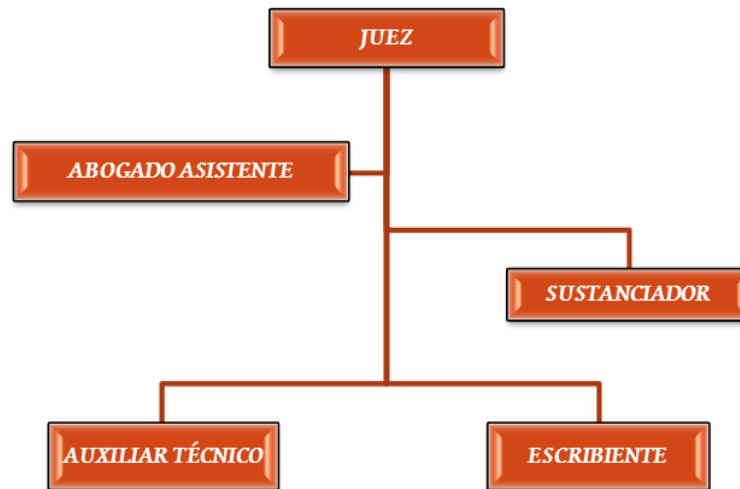 JUEZ
ABOGADO ASISTENTE
SUSTANCIADOR
AUXILIAR TÉCNICO
ESCRIBIENTE